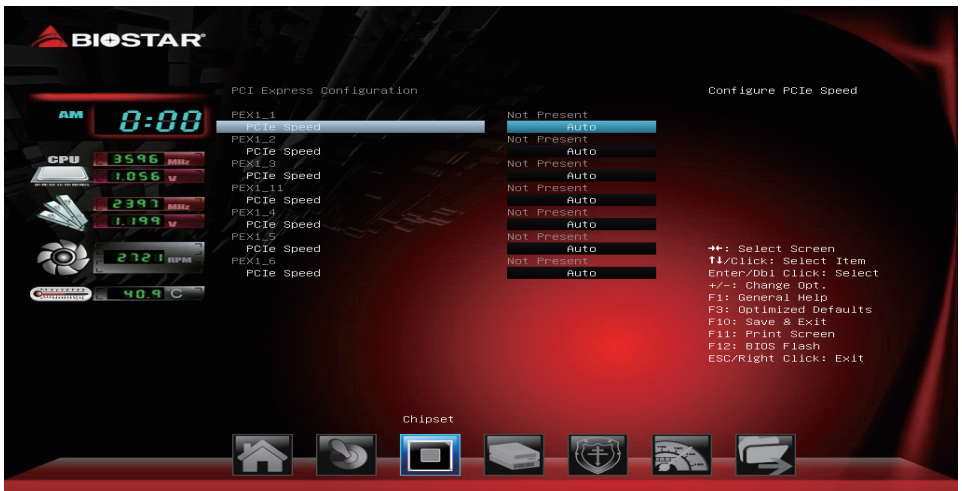 BIOSTAR
PCI Express Configuration
Configure PCIe Speed
AM 0:00
PEX1_1 Not Present
PCIe Speed Auto
PEX1_2 Not Present
PCIe Speed Auto
PEX1_3 Not Present
PCIe Speed Auto
PEX1_11 Not Present
PCIe Speed Auto
PEX1_4 Not Present
PCIe Speed Auto
PEX1_5 Not Present
PCIe Speed Auto
PEX1_6 Not Present
PCIe Speed Auto
CPU 3596 MHz
1.056 V
2397 MHz
1.199 V
2721 RPM
40.9 C
→←: Select Screen
↑↓/Click: Select Item
Enter/Dbl Click: Select
+/-: Change Opt.
F1: General Help
F3: Optimized Defaults
F10: Save & Exit
F11: Print Screen
F12: BIOS Flash
ESC/Right Click: Exit
Chipset